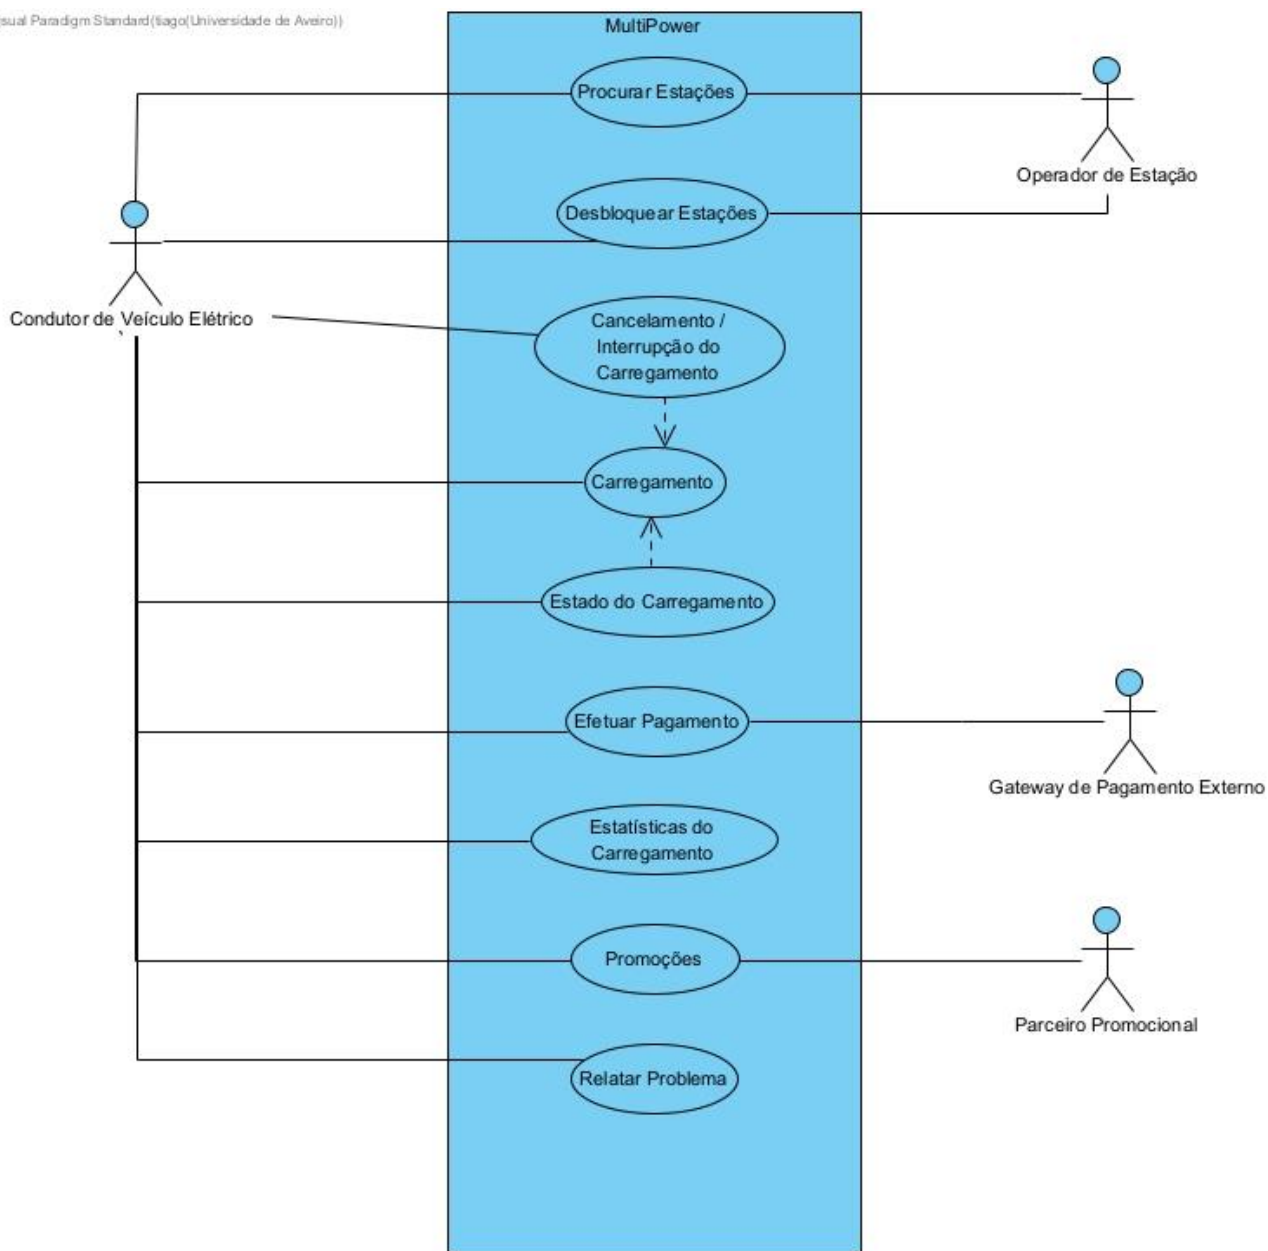 sual Paradigm Standard(tiago(Universidade de Aveiro))
MultiPower
Procurar Estações
Operador de Estação
Desbloquear Estações
Condutor de Veículo Elétrico
Cancelamento /
Interrupção do
Carregamento
Carregamento
Estado do Carregamento
Efetuar Pagamento
Gateway de Pagamento Externo
Estatísticas do
Carregamento
Promoções
Parceiro Promocional
Relatar Problema